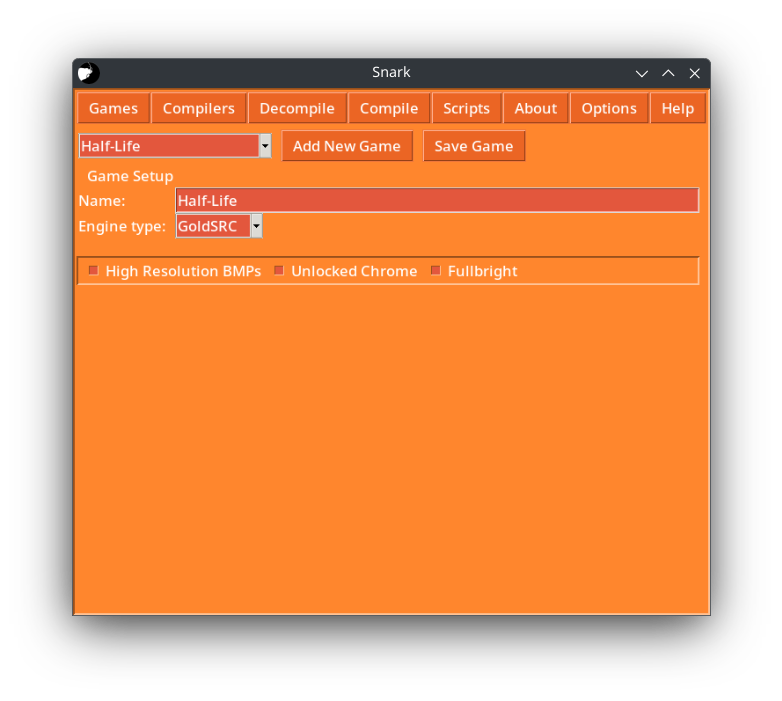 Snark
Games Compilers Decompile Compile Scripts About Options Help
Half-Life Add New Game Save Game
Game Setup
Name: Half-Life
Engine type: GoldSRC
High Resolution BMPs Unlocked Chrome Fullbright